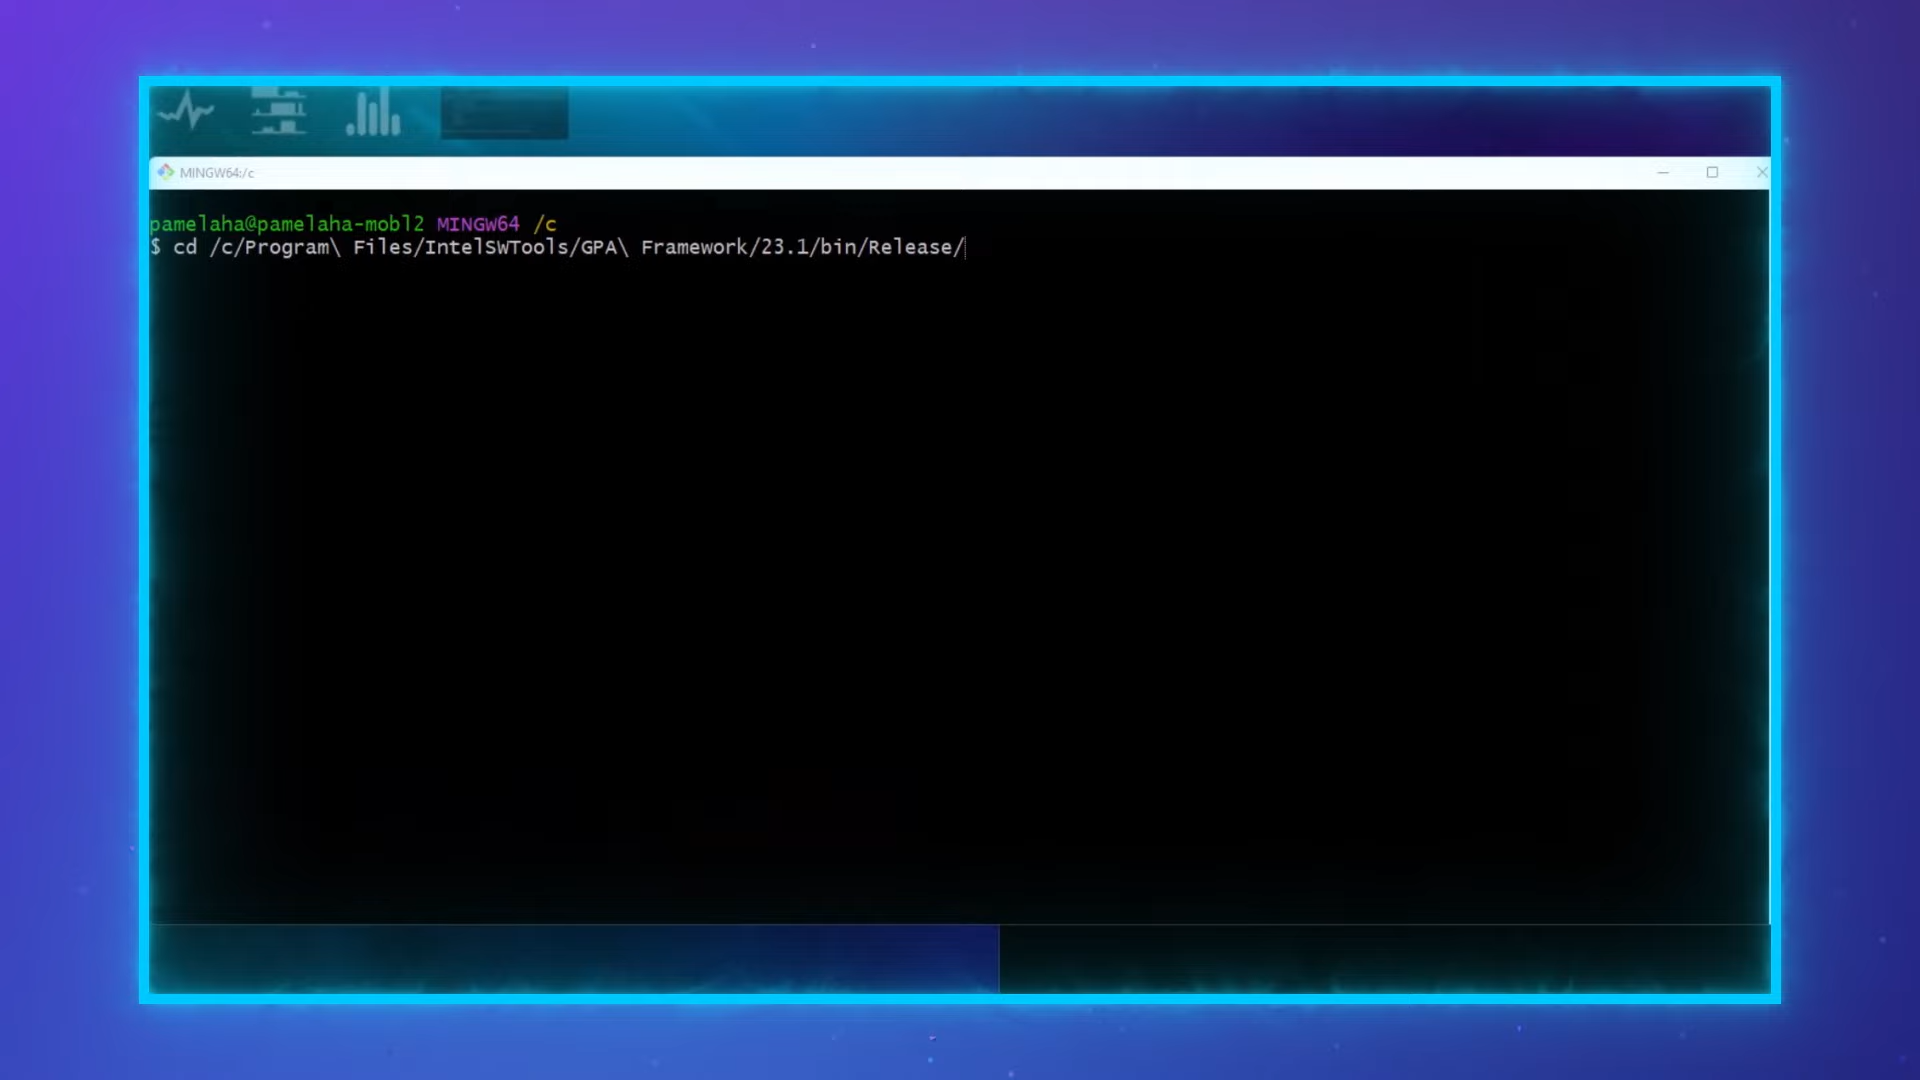 MINGW64:/c
pamelaha@pamelaha-mobl2 MINGW64 /c
$ cd /c/Program\ Files/IntelSWTools/GPA\ Framework/23.1/bin/Release/